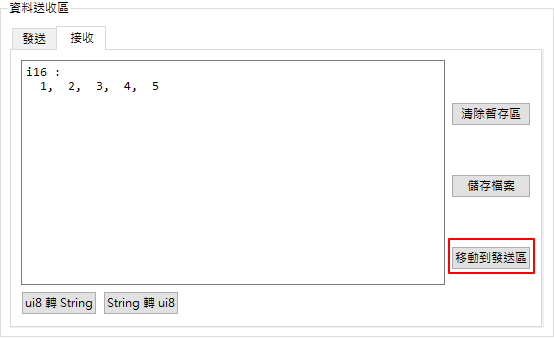 資料送收區
發送
接收
i16 :
1, 2, 3, 4, 5
清除暫存區
儲存檔案
移動到發送區
ui8 轉 String
String 轉 ui8